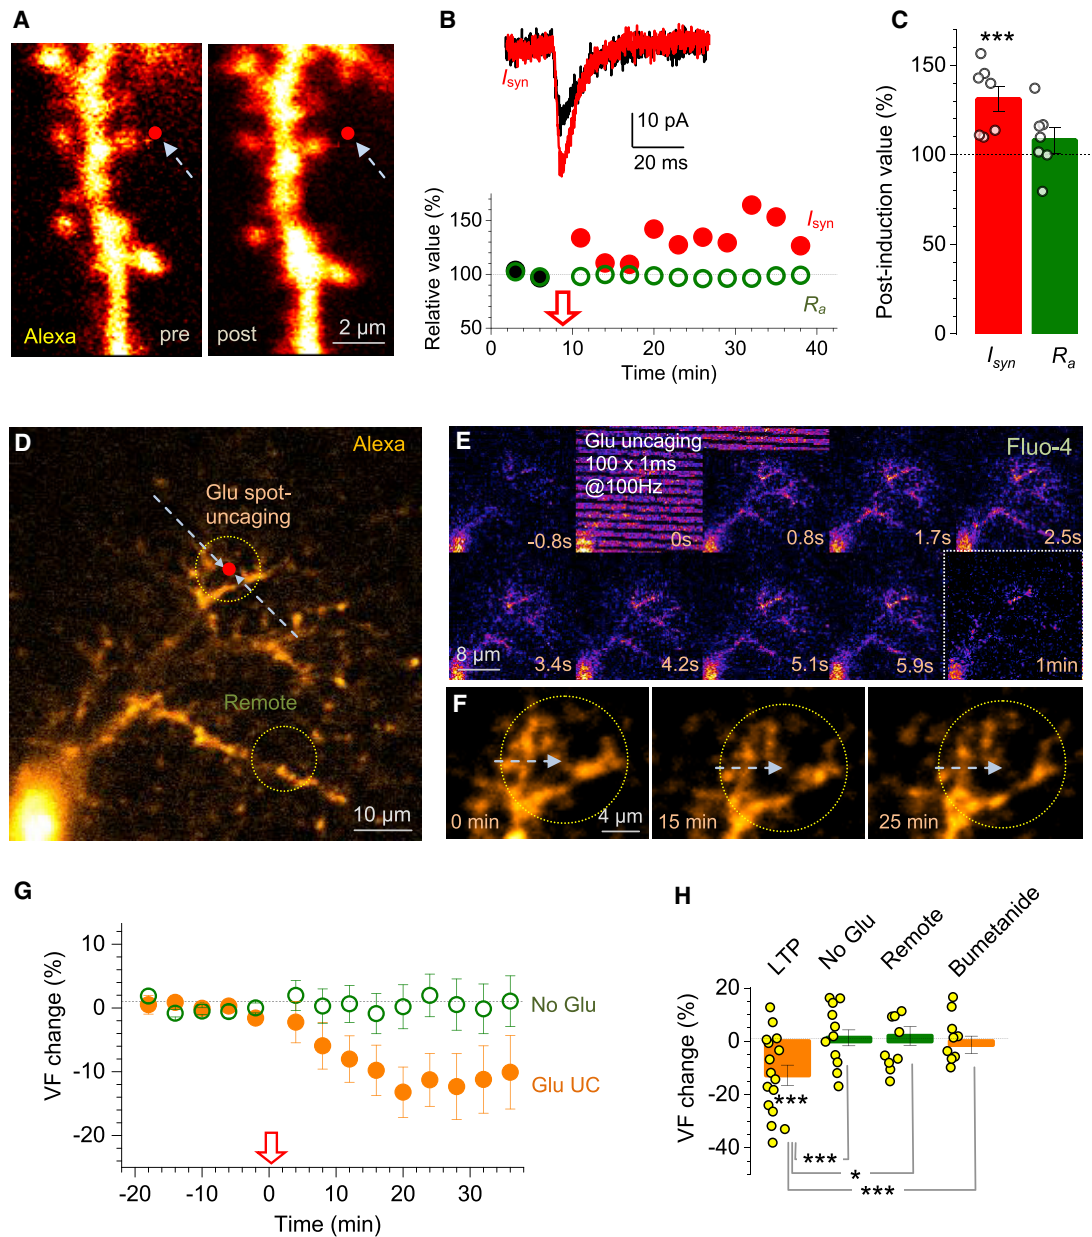 A
Alexa
pre
post
2 µm
B
Isyn
10 pA
20 ms
Relative value (%)
150
100
50
Isyn
Ra
0
10
20
30
40
Time (min)
C
***
Post-induction value (%)
150
100
50
0
Isyn
Ra
D
Alexa
Glu spot-
uncaging
Remote
10 µm
E
Glu uncaging
100 x 1ms
@100Hz
Fluo-4
-0.8s
0s
0.8s
1.7s
2.5s
8 µm
3.4s
4.2s
5.1s
5.9s
1min
F
0 min
4 µm
15 min
25 min
G
VF change (%)
10
0
-10
-20
No Glu
Glu UC
-20
-10
0
10
20
30
Time (min)
H
LTP
No Glu
Remote
Bumetanide
VF change (%)
20
0
-20
-40
***
***
*
***